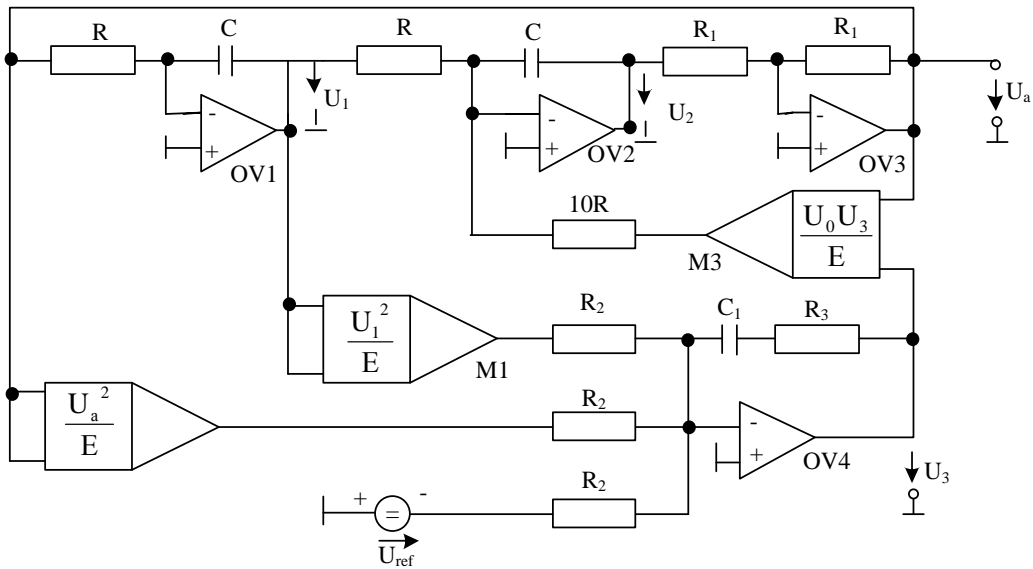 R C R C R₁ R₁
U₁ U₂ Uₐ
- - -
+ + +
OV1 OV2 OV3
10R U₀U₃
E
M3
U₁²
E
M1 R₂ C₁ R₃
Uₐ²
E
R₂ -
+
OV4
R₂ U₃
+ -
=
Uref